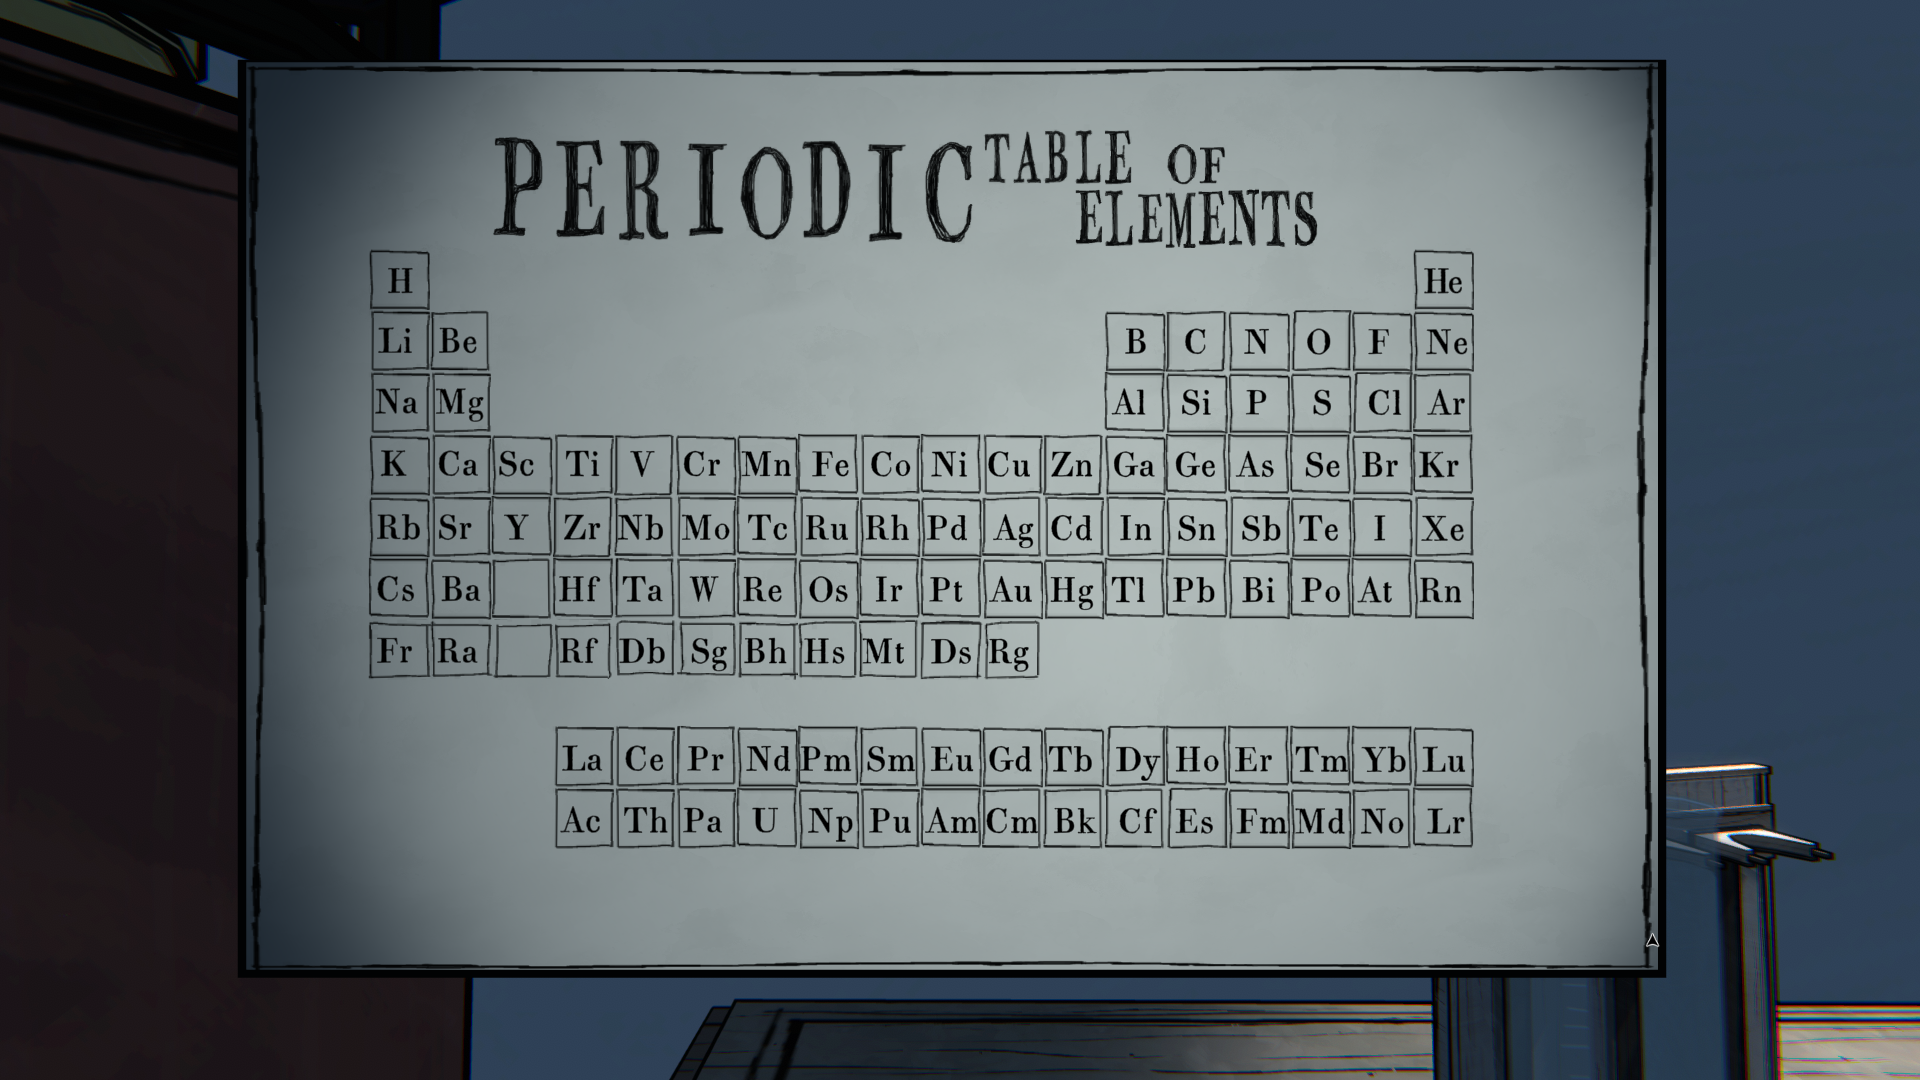 PERIODIC TABLE OF
ELEMENTS
H He
Li Be B C N O F Ne
Na Mg Al Si P S Cl Ar
K Ca Sc Ti V Cr Mn Fe Co Ni Cu Zn Ga Ge As Se Br Kr
Rb Sr Y Zr Nb Mo Tc Ru Rh Pd Ag Cd In Sn Sb Te I Xe
Cs Ba Hf Ta W Re Os Ir Pt Au Hg Tl Pb Bi Po At Rn
Fr Ra Rf Db Sg Bh Hs Mt Ds Rg
La Ce Pr Nd Pm Sm Eu Gd Tb Dy Ho Er Tm Yb Lu
Ac Th Pa U Np Pu Am Cm Bk Cf Es Fm Md No Lr